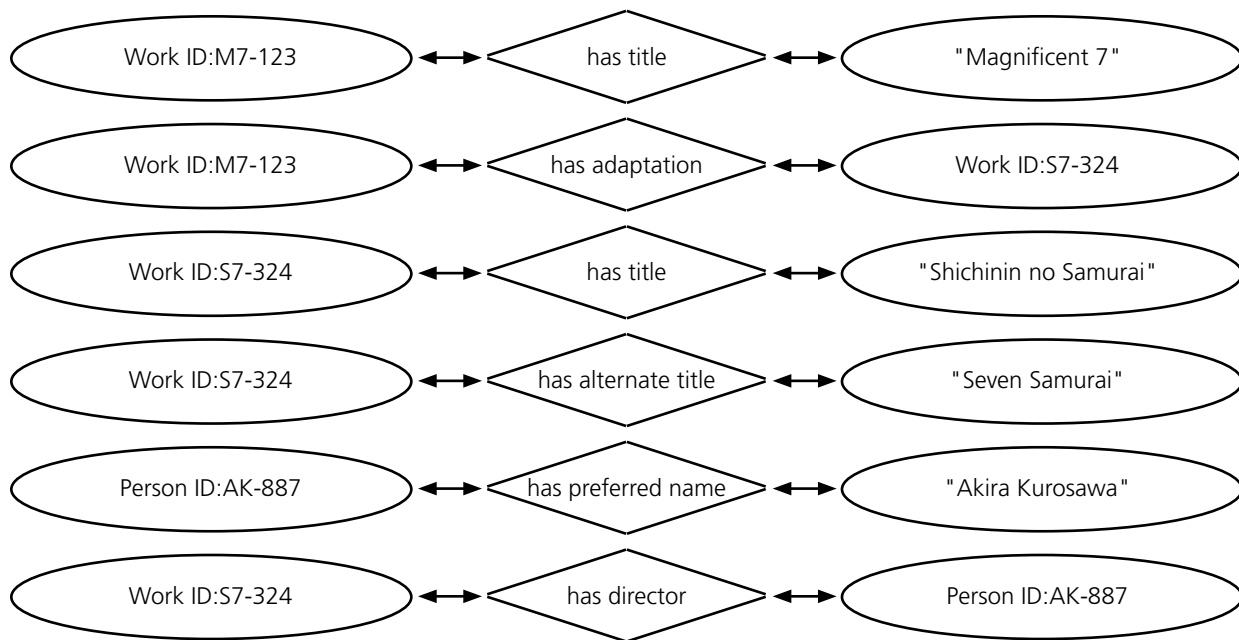 Work ID:M7-123 has title "Magnificent 7"
Work ID:M7-123 has adaptation Work ID:S7-324
Work ID:S7-324 has title "Shichinin no Samurai"
Work ID:S7-324 has alternate title "Seven Samurai"
Person ID:AK-887 has preferred name "Akira Kurosawa"
Work ID:S7-324 has director Person ID:AK-887